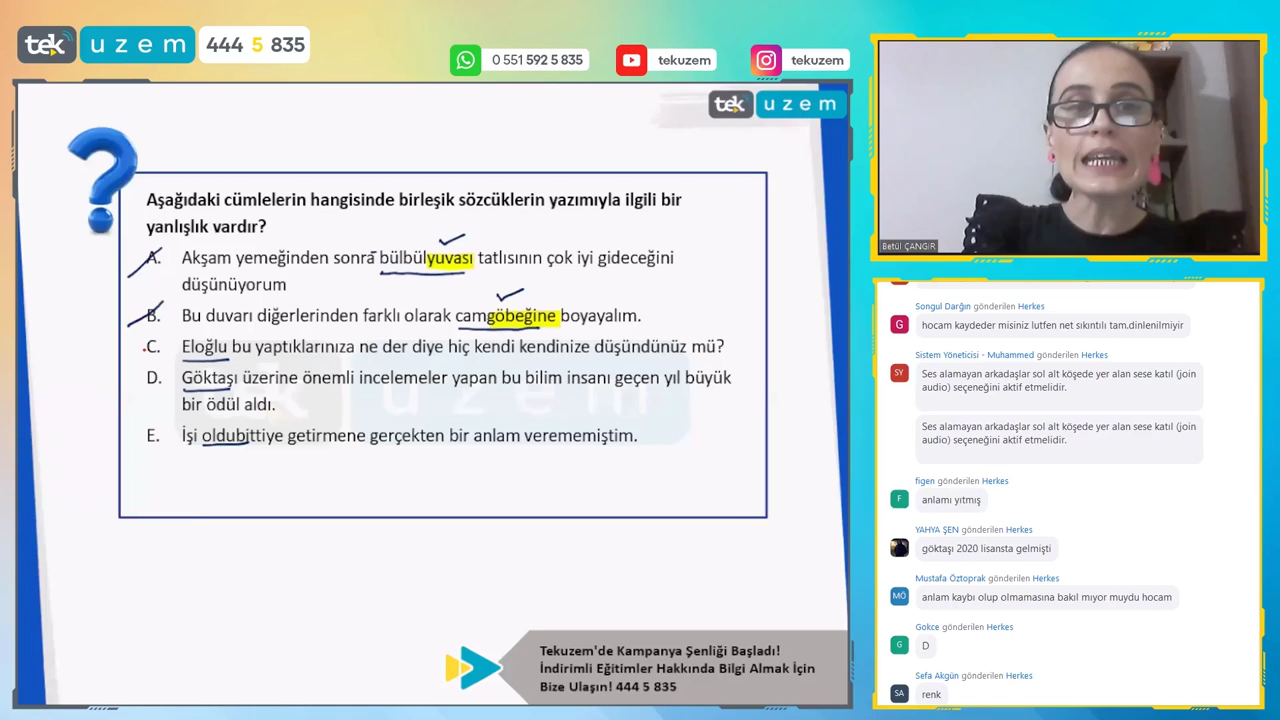 tek uzem 444 5 835
0 551 592 5 835
tekuzem
tekuzem
tek uzem
Aşağıdaki cümlelerin hangisinde birleşik sözcüklerin yazımıyla ilgili bir
yanlışlık vardır?
A. Akşam yemeğinden sonra bülbülyuvası tatlısının çok iyi gideceğini
düşünüyorum
B. Bu duvarı diğerlerinden farklı olarak camgöbeğine boyayalım.
C. Eloğlu bu yaptıklarınıza ne der diye hiç kendi kendinize düşündünüz mü?
D. Göktaşı üzerine önemli incelemeler yapan bu bilim insanı geçen yıl büyük
bir ödül aldı.
E. İşi oldubittiye getirmene gerçekten bir anlam verememiştim.
Tekuzem'de Kampanya Şenliği Başladı!
İndirimli Eğitimler Hakkında Bilgi Almak İçin
Bize Ulaşın! 444 5 835
Betül ÇANGIR
Songul Darğın gönderilen Herkes
G
hocam kaydeder misiniz lutfen net sıkıntılı tam.dinlenilmiyir
Sistem Yöneticisi - Muhammed gönderilen Herkes
SY
Ses alamayan arkadaşlar sol alt köşede yer alan sese katıl (join
audio) seçeneğini aktif etmelidir.
Ses alamayan arkadaşlar sol alt köşede yer alan sese katıl (join
audio) seçeneğini aktif etmelidir.
figen gönderilen Herkes
F
anlamı yıtmış
YAHYA ŞEN gönderilen Herkes
göktaşı 2020 lisansta gelmişti
Mustafa Öztoprak gönderilen Herkes
MÖ
anlam kaybı olup olmamasına bakıl mıyor muydu hocam
Gokce gönderilen Herkes
G
D
Sefa Akgün gönderilen Herkes
SA
renk